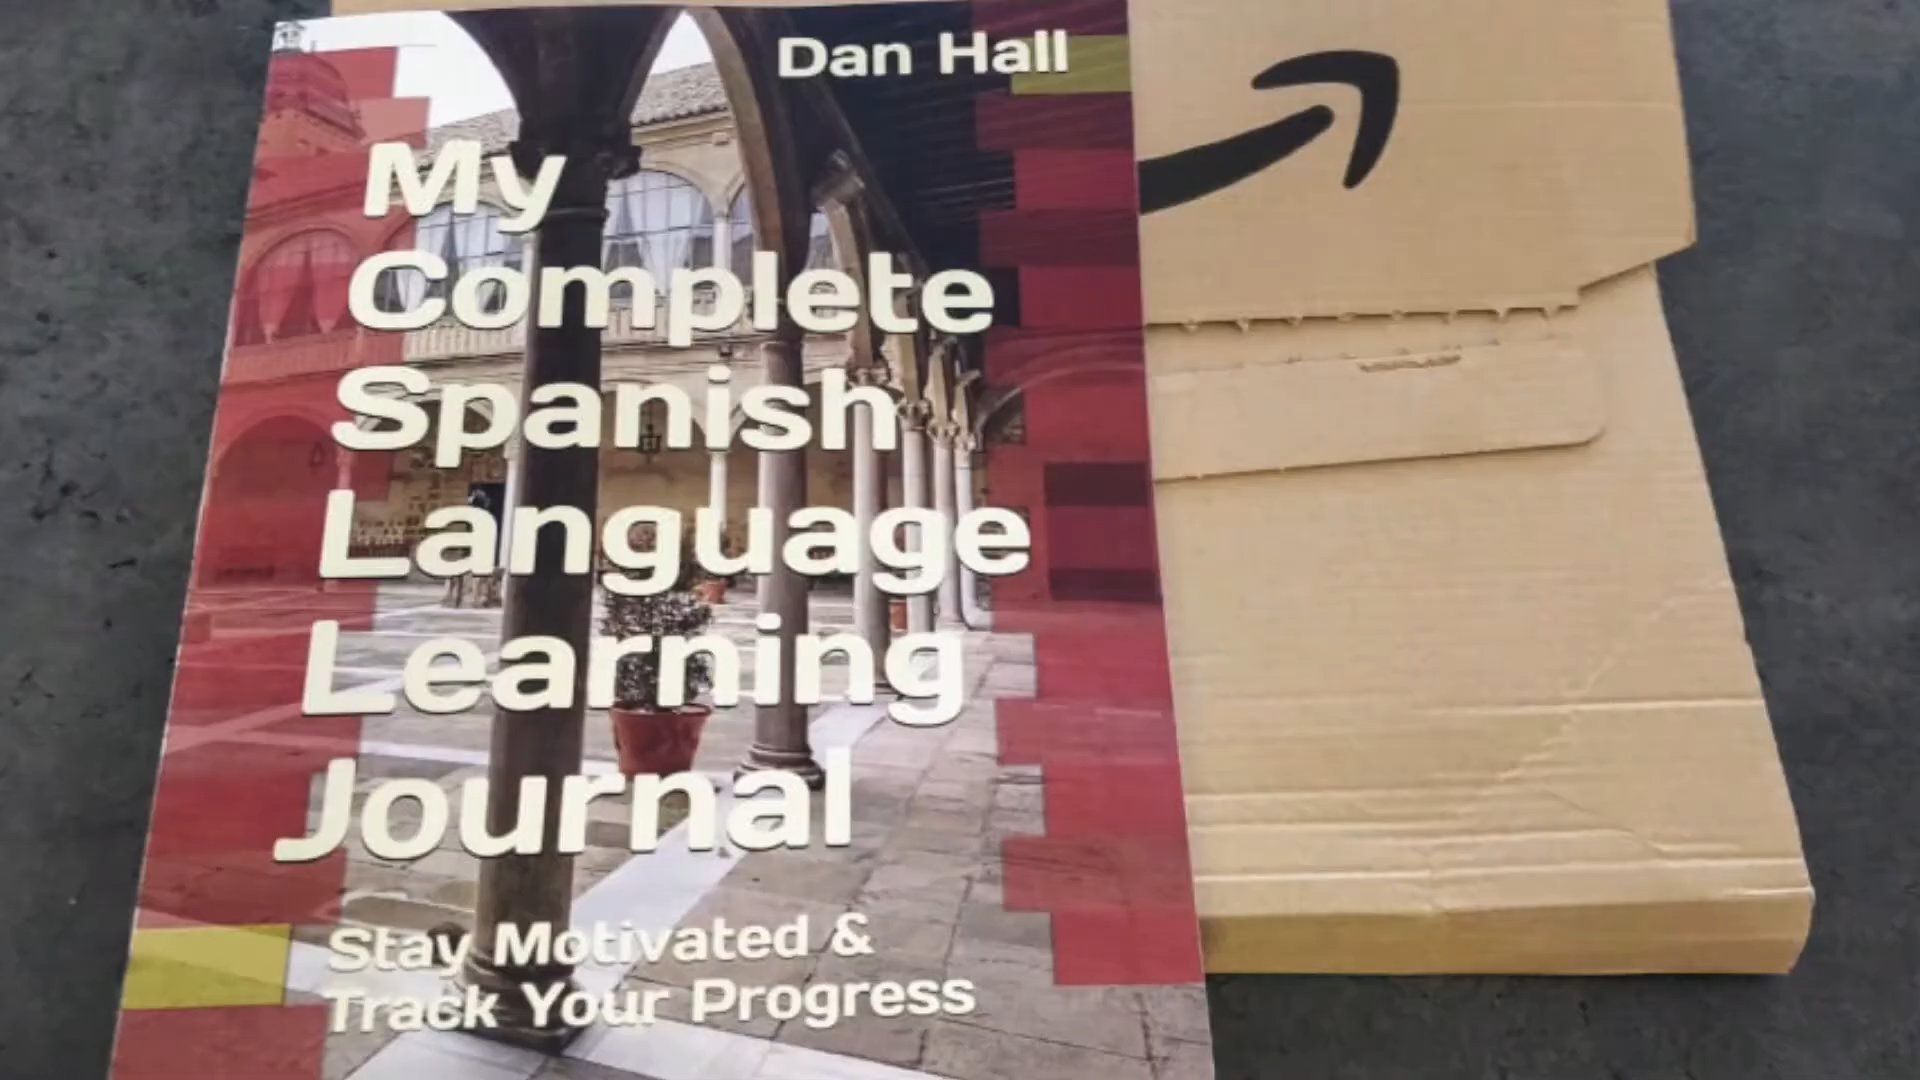 Dan Hall
My
Complete
Spanish
Language
Learning
Journal
Stay Motivated &
Track Your Progress